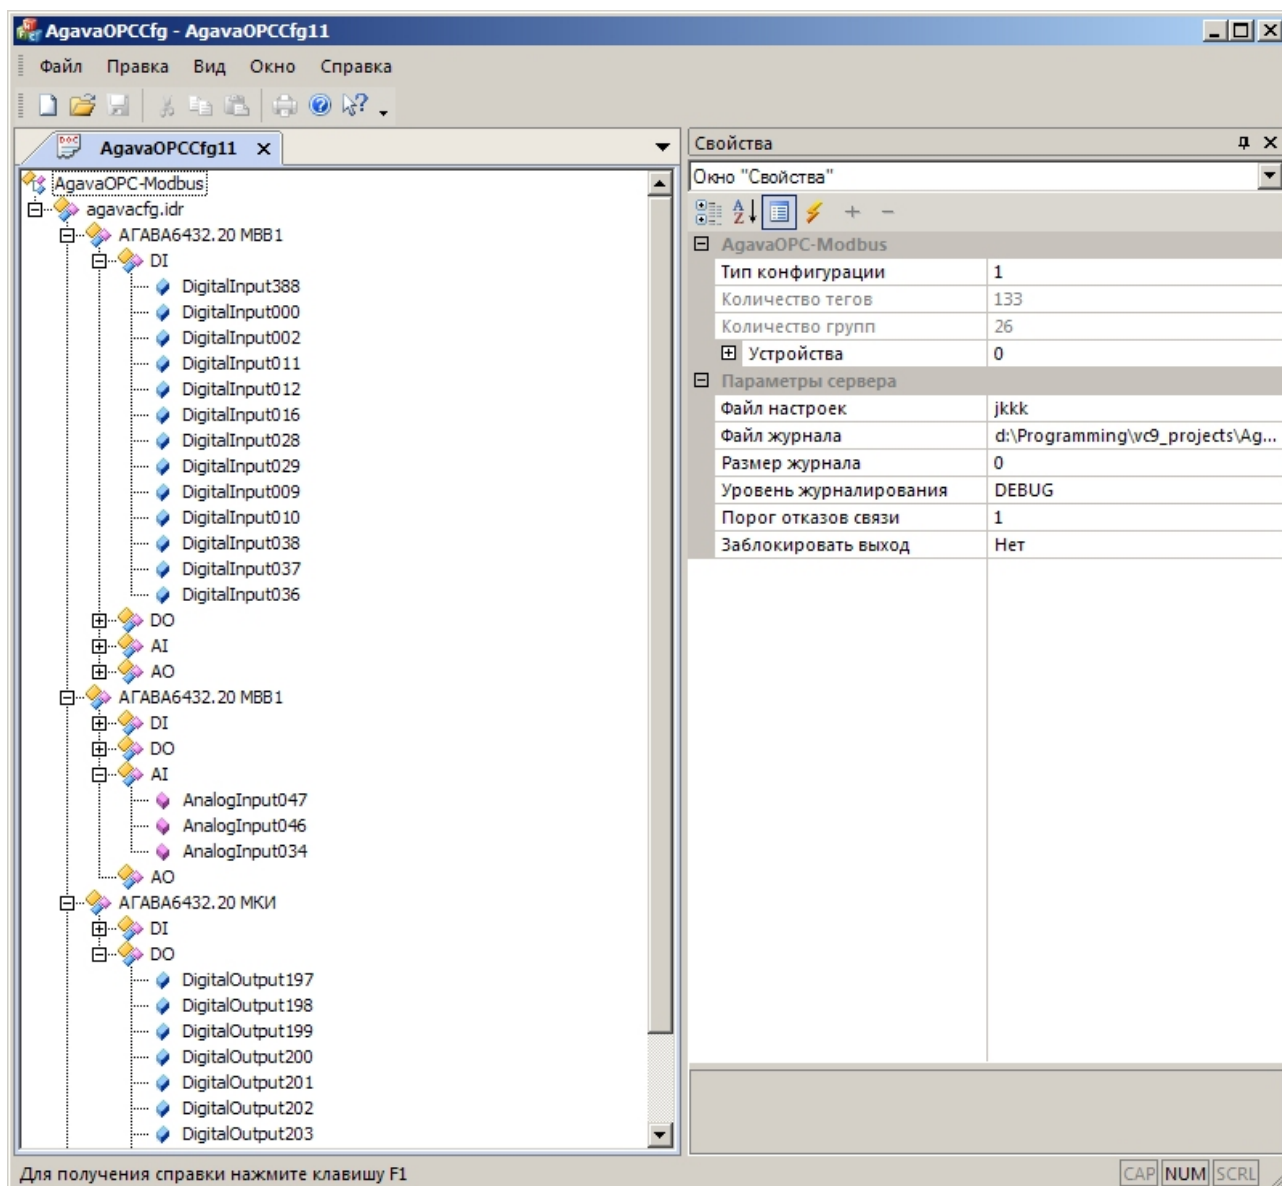 AgavaOPCCfg - AgavaOPCCfg11
Файл Правка Вид Окно Справка
AgavaOPCCfg11
AgavaOPC-Modbus
agavacfg.idr
АГАВА6432.20 МВВ1
DI
DigitalInput388
DigitalInput000
DigitalInput002
DigitalInput011
DigitalInput012
DigitalInput016
DigitalInput028
DigitalInput029
DigitalInput009
DigitalInput010
DigitalInput038
DigitalInput037
DigitalInput036
DO
AI
AO
АГАВА6432.20 МВВ1
DI
DO
AI
AnalogInput047
AnalogInput046
AnalogInput034
AO
АГАВА6432.20 МКИ
DI
DO
DigitalOutput197
DigitalOutput198
DigitalOutput199
DigitalOutput200
DigitalOutput201
DigitalOutput202
DigitalOutput203
Свойства
Окно "Свойства"
AgavaOPC-Modbus
Тип конфигурации 1
Количество тегов 133
Количество групп 26
Устройства 0
Параметры сервера
Файл настроек jkkk
Файл журнала d:\Programming\vc9_projects\Ag...
Размер журнала 0
Уровень журналирования DEBUG
Порог отказов связи 1
Заблокировать выход Нет
Для получения справки нажмите клавишу F1
CAP NUM SCRL